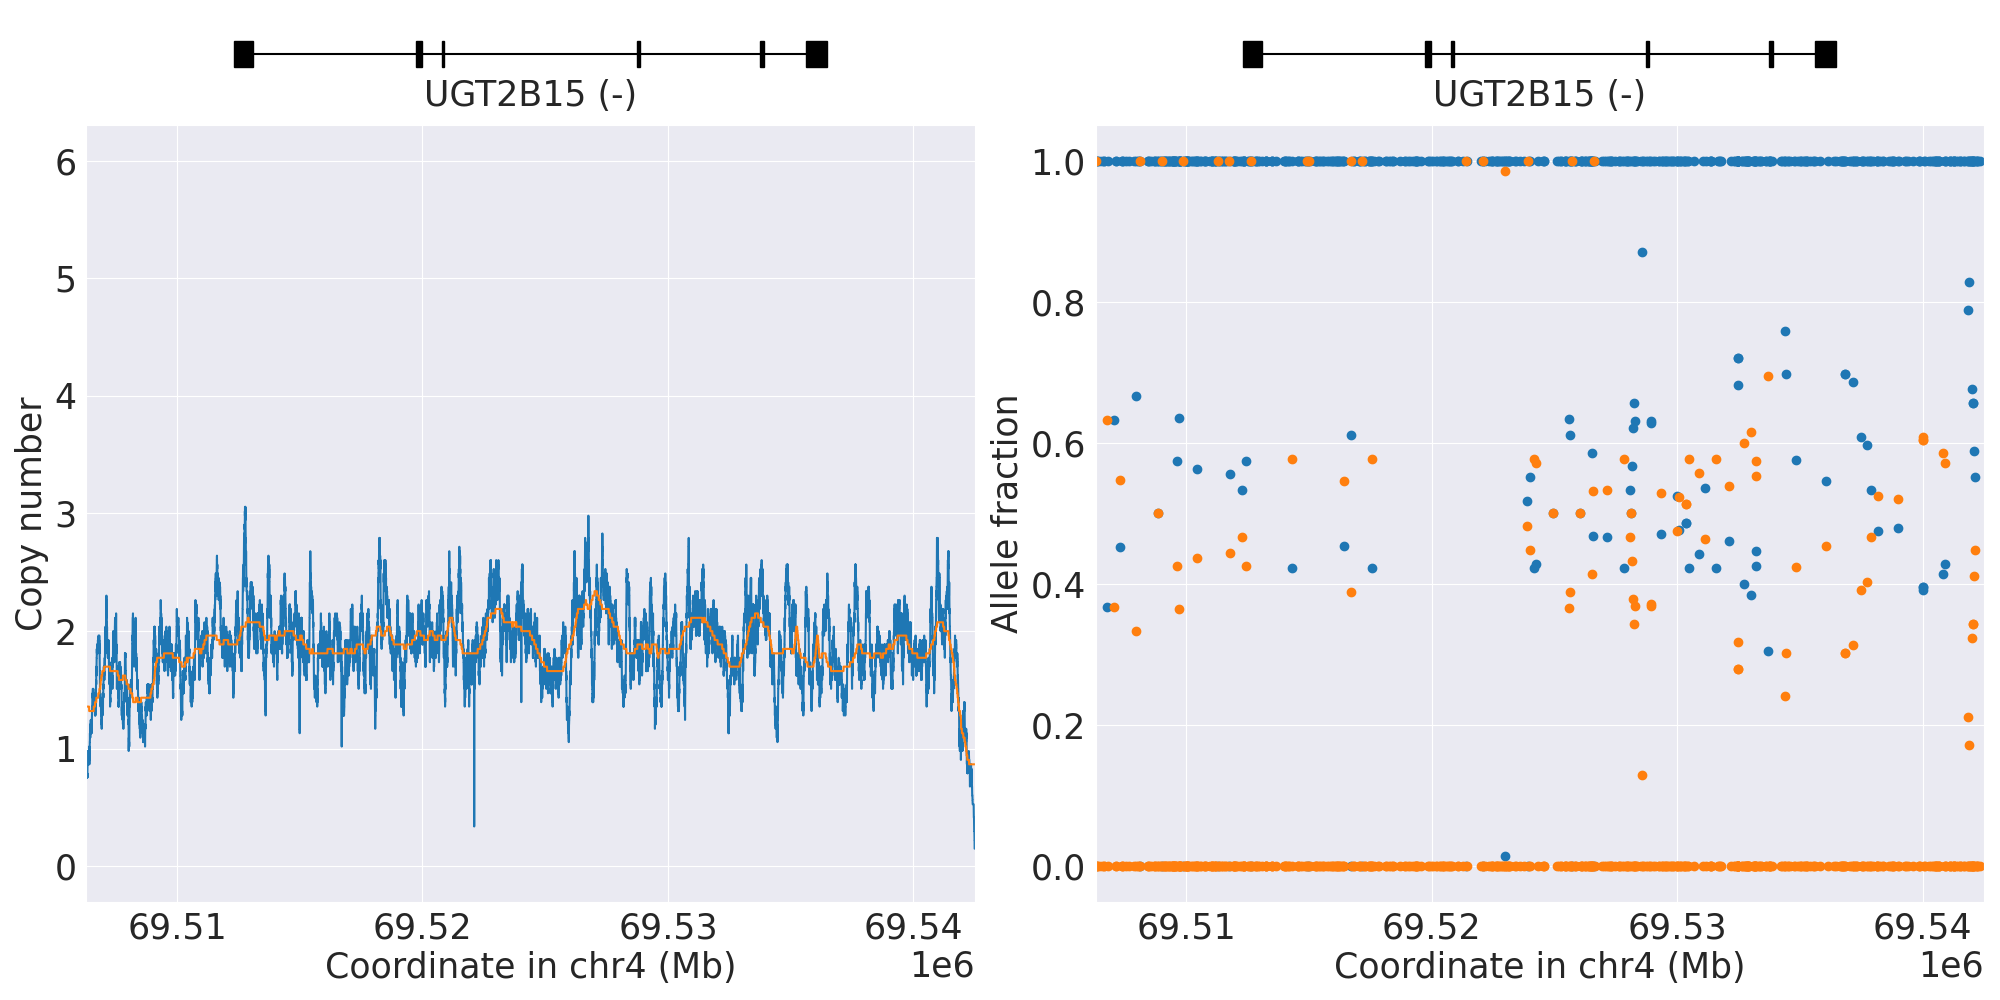 UGT2B15 (-)
6
5
4
3
2
1
0
Copy number
69.51 69.52 69.53 69.54
Coordinate in chr4 (Mb) 1e6
UGT2B15 (-)
1.0
0.8
0.6
0.4
0.2
0.0
Allele fraction
69.51 69.52 69.53 69.54
Coordinate in chr4 (Mb) 1e6